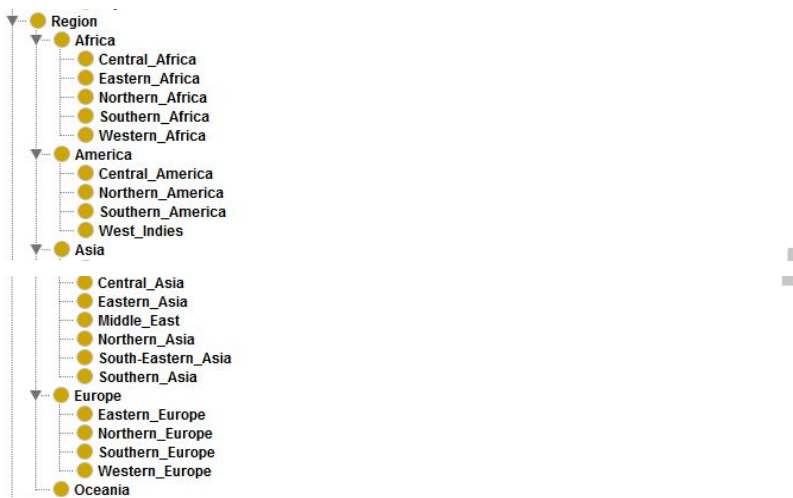 Region
Africa
Central_Africa
Eastern_Africa
Northern_Africa
Southern_Africa
Western_Africa
America
Central_America
Northern_America
Southern_America
West_Indies
Asia
Central_Asia
Eastern_Asia
Middle_East
Northern_Asia
South-Eastern_Asia
Southern_Asia
Europe
Eastern_Europe
Northern_Europe
Southern_Europe
Western_Europe
Oceania